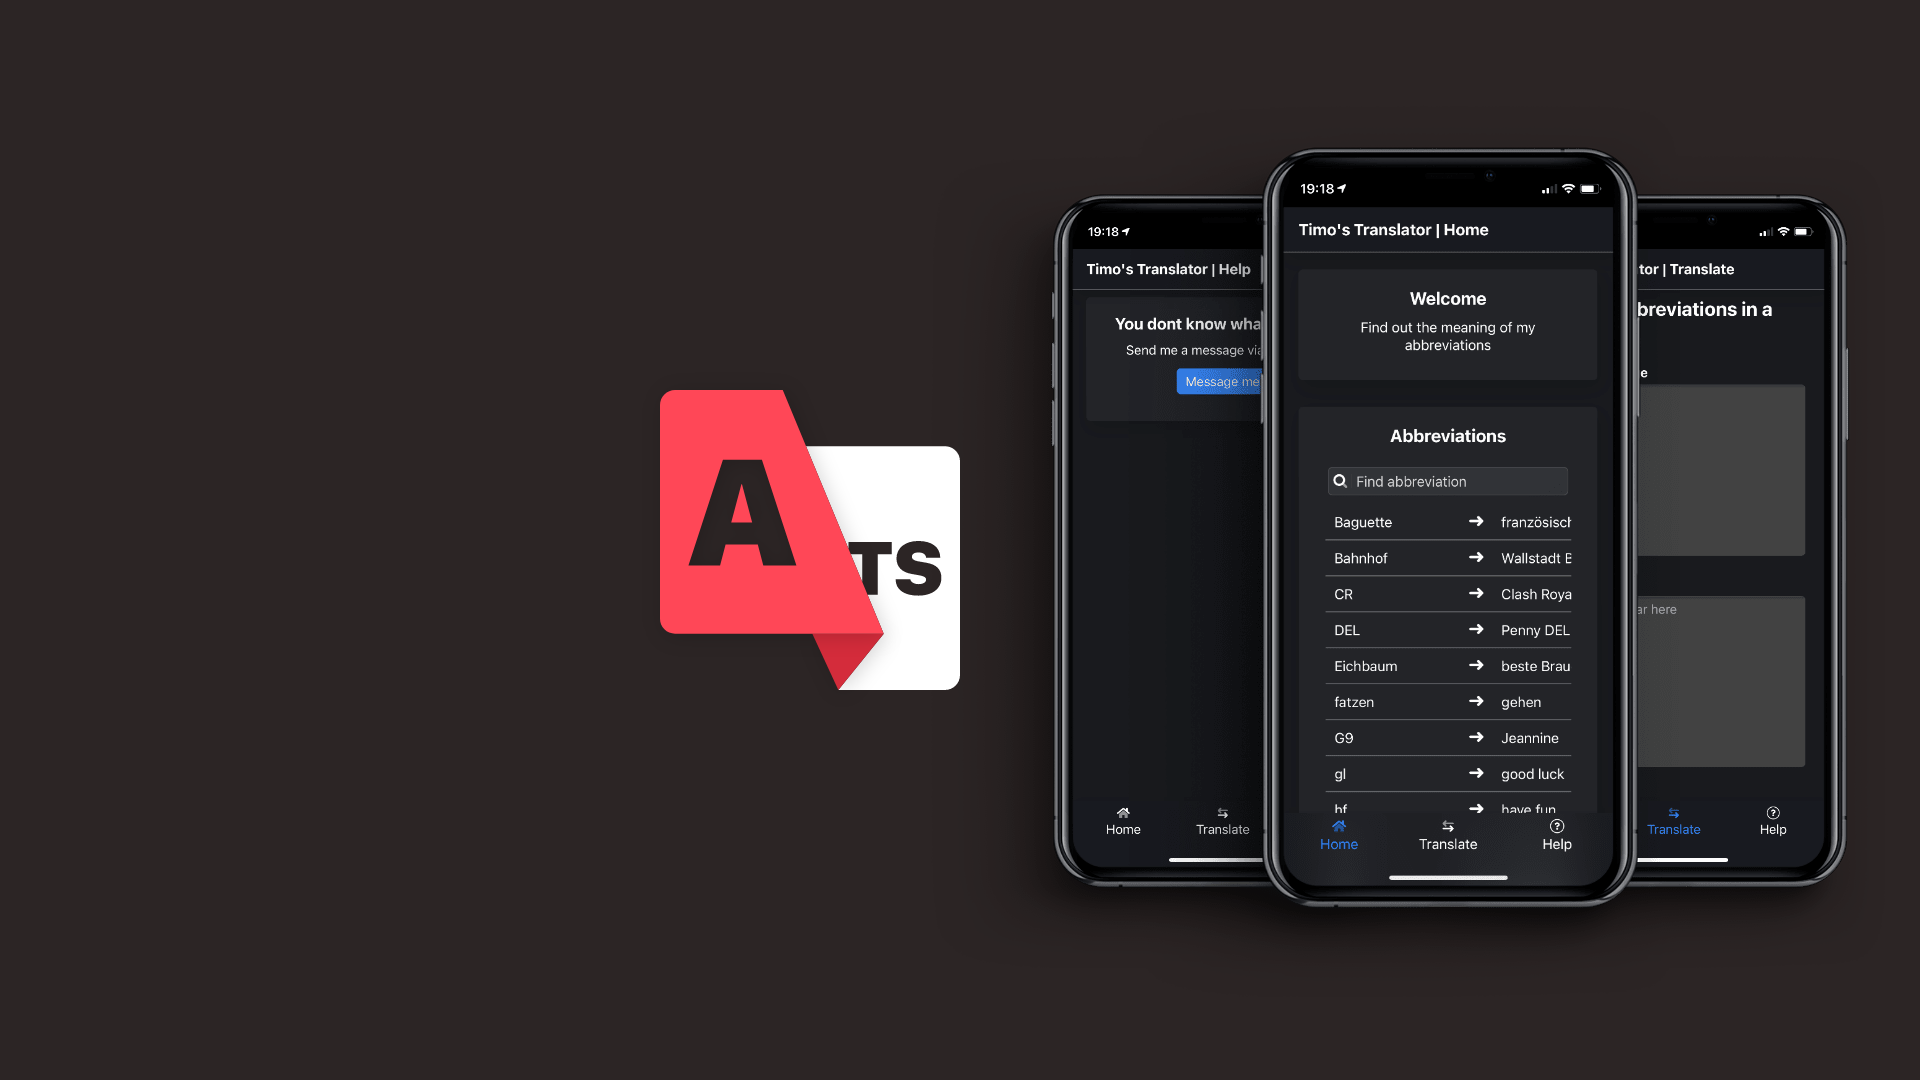 A
TS
19:18
Timo's Translator | Help
You dont know wha
Send me a message via
Message me
Home
Translate
19:18
Timo's Translator | Home
Welcome
Find out the meaning of my
abbreviations
Abbreviations
Find abbreviation
Baguette → französisch
Bahnhof → Wallstadt B
CR → Clash Roya
DEL → Penny DEL
Eichbaum → beste Brau
fatzen → gehen
G9 → Jeannine
gl → good luck
hf → have fun
Home
Translate
Help
tor | Translate
breviations in a
e
ar here
Translate
Help